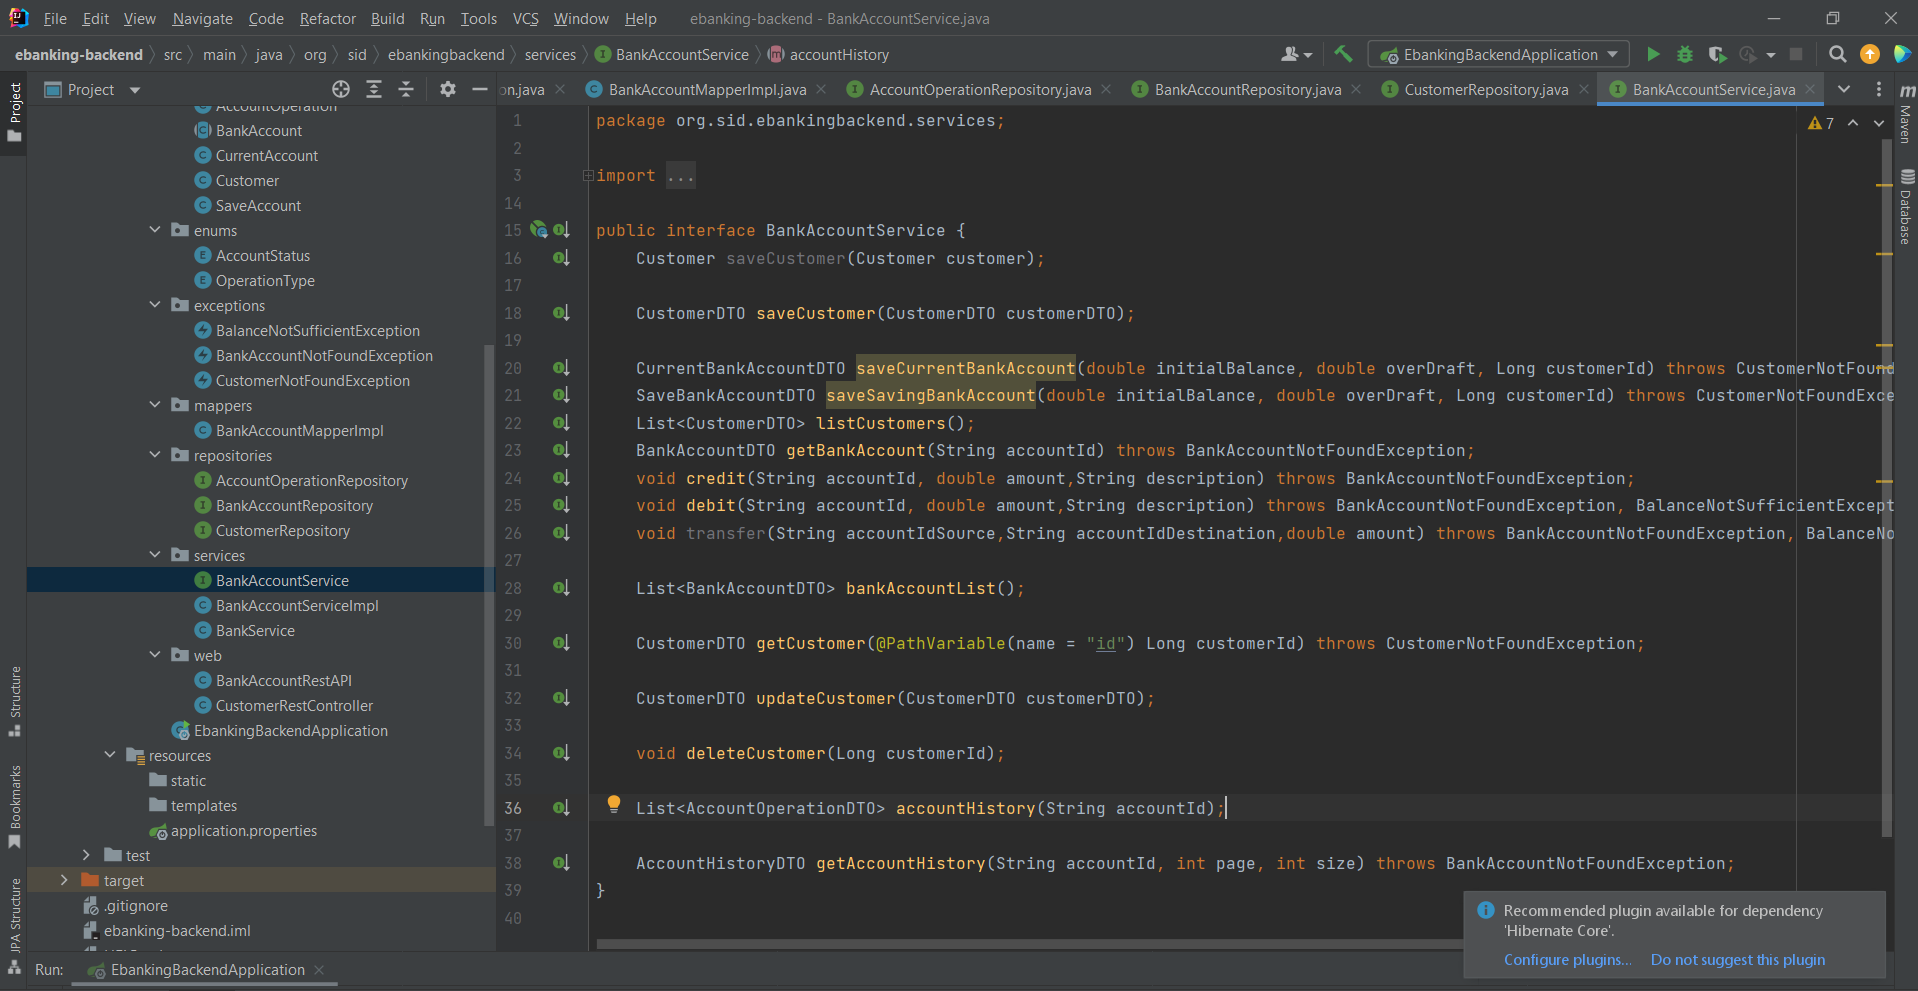 File Edit View Navigate Code Refactor Build Run Tools VCS Window Help ebanking-backend - BankAccountService.java
ebanking-backend src main java org sid ebankingbackend services BankAccountService accountHistory EbankingBackendApplication
Project
on.java AccountMapperImpl.java AccountOperationRepository.java BankAccountRepository.java CustomerRepository.java BankAccountService.java
Project
AccountOperation
BankAccount
CurrentAccount
Customer
SaveAccount
enums
AccountStatus
OperationType
exceptions
BalanceNotSufficientException
BankAccountNotFoundException
CustomerNotFoundException
mappers
BankAccountMapperImpl
repositories
AccountOperationRepository
BankAccountRepository
CustomerRepository
services
BankAccountService
BankAccountServiceImpl
BankService
web
BankAccountRestAPI
CustomerRestController
EbankingBackendApplication
resources
static
templates
application.properties
test
target
.gitignore
ebanking-backend.iml
Structure
Bookmarks
JPA Structure
7
1 package org.sid.ebankingbackend.services;
2
3 import ...
14
15 public interface BankAccountService {
16 Customer saveCustomer(Customer customer);
17
18 CustomerDTO saveCustomer(CustomerDTO customerDTO);
19
20 CurrentBankAccountDTO saveCurrentBankAccount(double initialBalance, double overDraft, Long customerId) throws CustomerNotFound
21 SaveBankAccountDTO saveSavingBankAccount(double initialBalance, double overDraft, Long customerId) throws CustomerNotFoundExce
22 List<CustomerDTO> listCustomers();
23 BankAccountDTO getBankAccount(String accountId) throws BankAccountNotFoundException;
24 void credit(String accountId, double amount,String description) throws BankAccountNotFoundException;
25 void debit(String accountId, double amount,String description) throws BankAccountNotFoundException, BalanceNotSufficientExcept
26 void transfer(String accountIdSource,String accountIdDestination,double amount) throws BankAccountNotFoundException, BalanceNo
27
28 List<BankAccountDTO> bankAccountList();
29
30 CustomerDTO getCustomer(@PathVariable(name = "id") Long customerId) throws CustomerNotFoundException;
31
32 CustomerDTO updateCustomer(CustomerDTO customerDTO);
33
34 void deleteCustomer(Long customerId);
35
36 List<AccountOperationDTO> accountHistory(String accountId);
37
38 AccountHistoryDTO getAccountHistory(String accountId, int page, int size) throws BankAccountNotFoundException;
39 }
40
Maven
Database
Recommended plugin available for dependency
'Hibernate Core'.
Configure plugins... Do not suggest this plugin
Run: EbankingBackendApplication